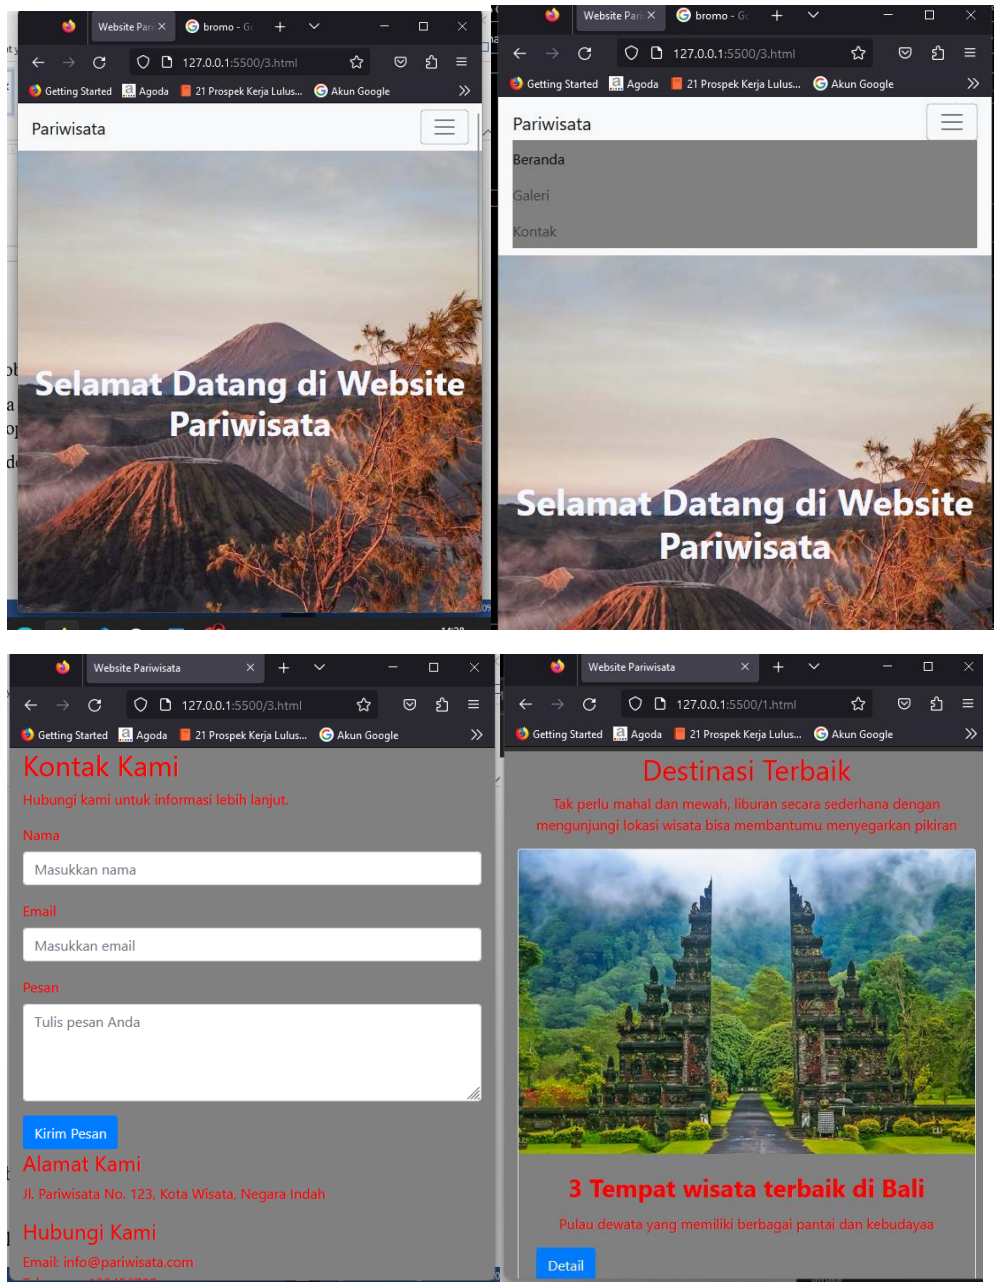 Website Pari
bromo - Go
127.0.0.1:5500/3.html
Getting Started
Agoda
21 Prospek Kerja Lulus...
Akun Google
Pariwisata
Selamat Datang di Website
Pariwisata
Website Pari
bromo - Go
127.0.0.1:5500/3.html
Getting Started
Agoda
21 Prospek Kerja Lulus...
Akun Google
Pariwisata
Beranda
Galeri
Kontak
Selamat Datang di Website
Pariwisata
Website Pariwisata
127.0.0.1:5500/3.html
Getting Started
Agoda
21 Prospek Kerja Lulus...
Akun Google
Kontak Kami
Hubungi kami untuk informasi lebih lanjut.
Nama
Masukkan nama
Email
Masukkan email
Pesan
Tulis pesan Anda
Kirim Pesan
Alamat Kami
Jl. Pariwisata No. 123, Kota Wisata, Negara Indah
Hubungi Kami
Email: info@pariwisata.com
Website Pariwisata
127.0.0.1:5500/1.html
Getting Started
Agoda
21 Prospek Kerja Lulus...
Akun Google
Destinasi Terbaik
Tak perlu mahal dan mewah, liburan secara sederhana dengan
mengunjungi lokasi wisata bisa membantumu menyegarkan pikiran
3 Tempat wisata terbaik di Bali
Pulau dewata yang memiliki berbagai pantai dan kebudayaa
Detail